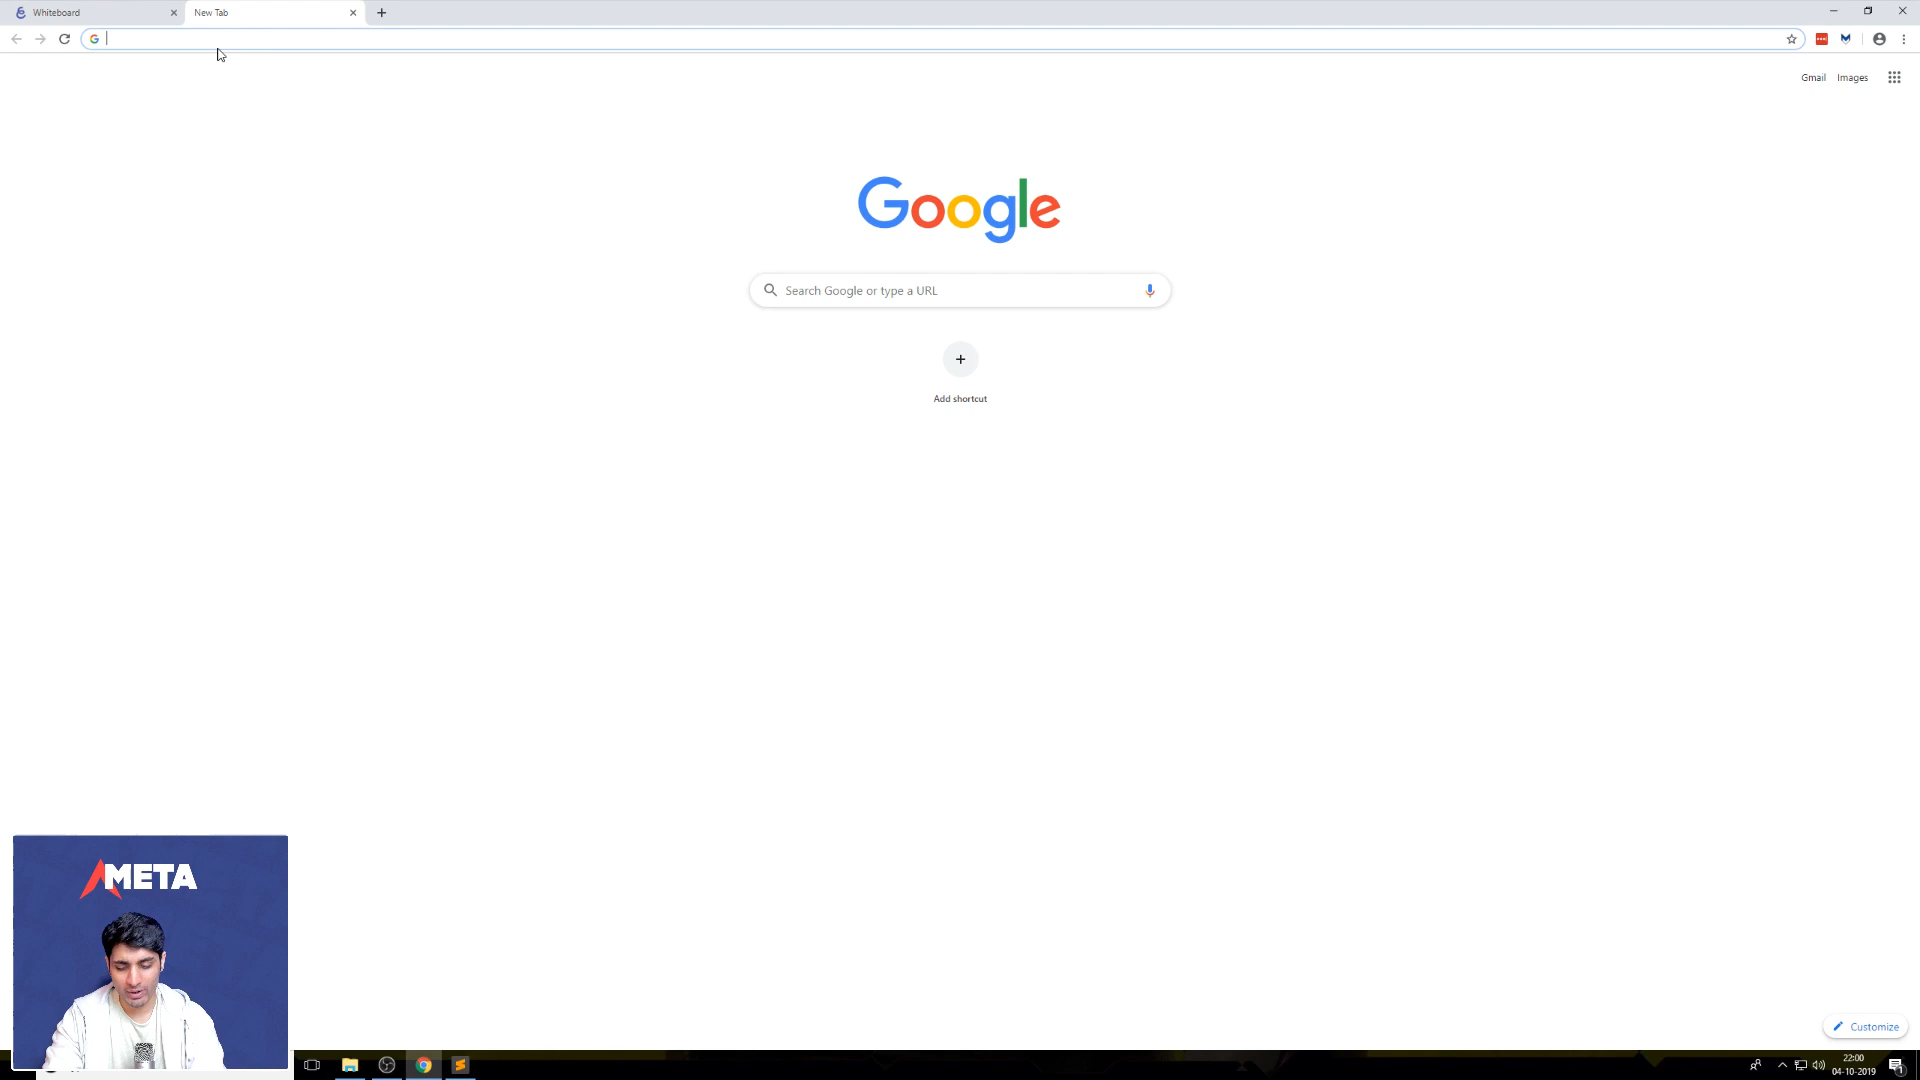 Whiteboard
New Tab
Gmail Images
Google
Search Google or type a URL
Add shortcut
META
Customize
22:00
04-10-2019